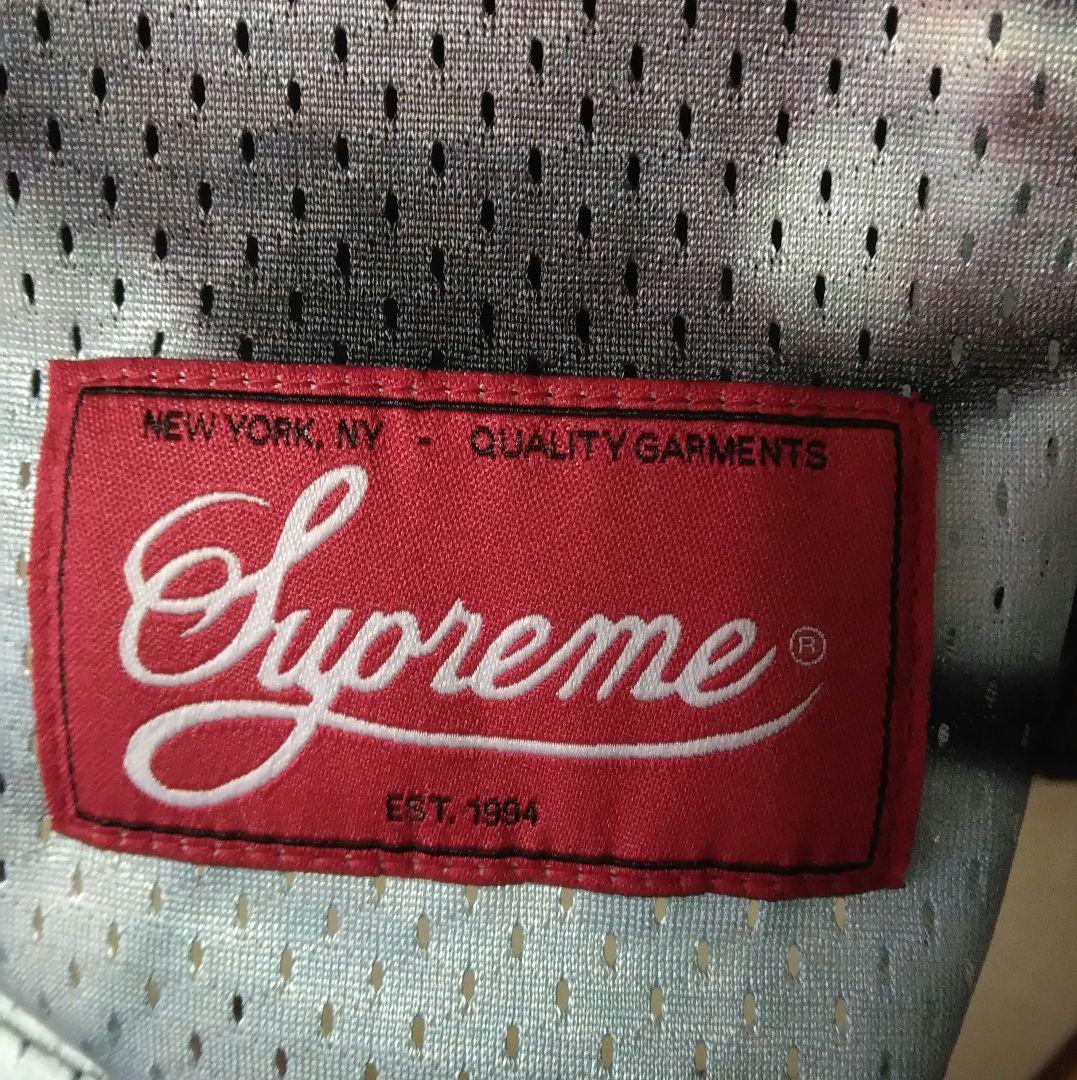 NEW YORK, NY - QUALITY GARMENTS
Supreme ®
EST. 1994